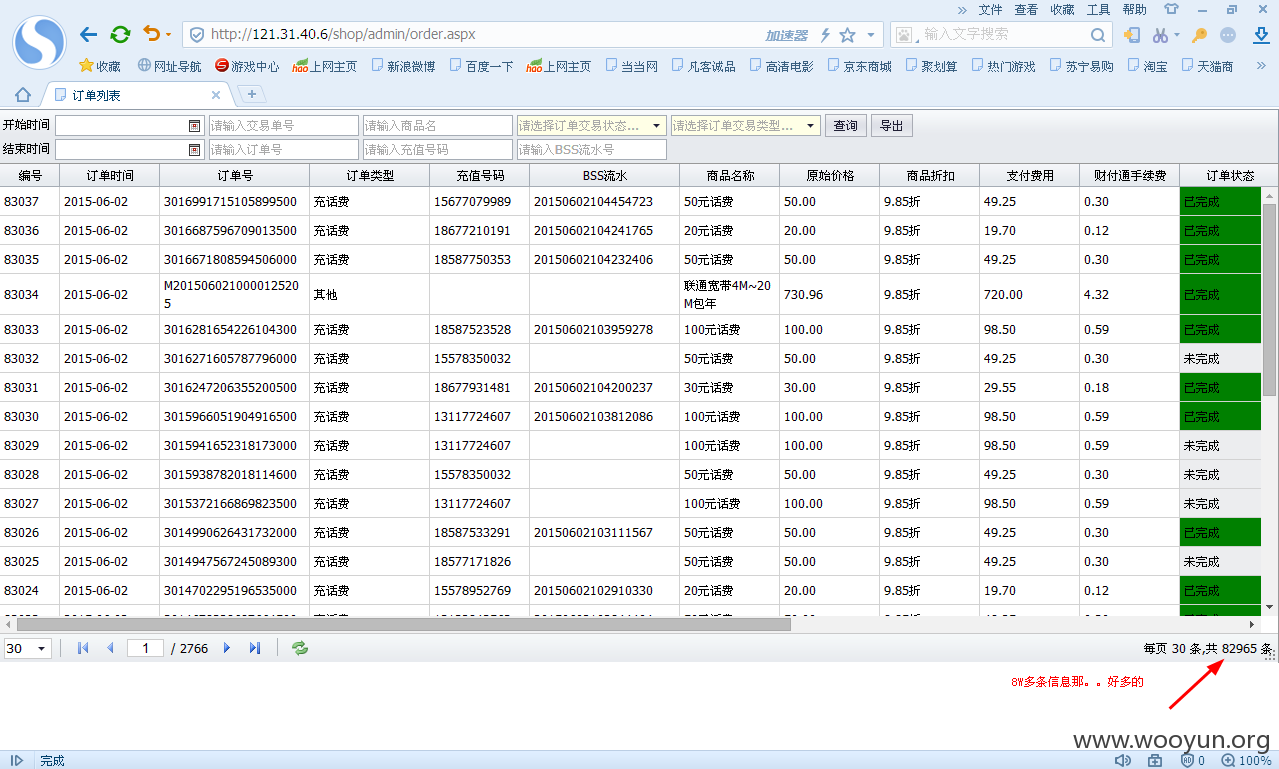 » 文件 查看 收藏 工具 帮助
http://121.31.40.6/shop/admin/order.aspx 加速器 输入文字搜索
收藏 网址导航 游戏中心 hao上网主页 新浪微博 百度一下 hao上网主页 当当网 凡客诚品 高清电影 京东商城 聚划算 热门游戏 苏宁易购 淘宝 天猫商 »
订单列表
开始时间 请输入交易单号 请输入商品名 请选择订单交易状态... 请选择订单交易类型... 查询 导出
结束时间 请输入订单号 请输入充值号码 请输入BSS流水号
编号 订单时间 订单号 订单类型 充值号码 BSS流水 商品名称 原始价格 商品折扣 支付费用 财付通手续费 订单状态
83037 2015-06-02 3016991715105899500 充话费 15677079989 20150602104454723 50元话费 50.00 9.85折 49.25 0.30 已完成
83036 2015-06-02 3016687596709013500 充话费 18677210191 20150602104241765 20元话费 20.00 9.85折 19.70 0.12 已完成
83035 2015-06-02 3016671808594506000 充话费 18587750353 20150602104232406 50元话费 50.00 9.85折 49.25 0.30 已完成
83034 2015-06-02 M201506021000012520 5 其他 联通宽带4M~20 M包年 730.96 9.85折 720.00 4.32 已完成
83033 2015-06-02 3016281654226104300 充话费 18587523528 20150602103959278 100元话费 100.00 9.85折 98.50 0.59 已完成
83032 2015-06-02 3016271605787796000 充话费 15578350032 50元话费 50.00 9.85折 49.25 0.30 未完成
83031 2015-06-02 3016247206355200500 充话费 18677931481 20150602104200237 30元话费 30.00 9.85折 29.55 0.18 已完成
83030 2015-06-02 3015966051904916500 充话费 13117724607 20150602103812086 100元话费 100.00 9.85折 98.50 0.59 已完成
83029 2015-06-02 3015941652318173000 充话费 13117724607 100元话费 100.00 9.85折 98.50 0.59 未完成
83028 2015-06-02 3015938782018114600 充话费 15578350032 50元话费 50.00 9.85折 49.25 0.30 未完成
83027 2015-06-02 3015372166869823500 充话费 13117724607 100元话费 100.00 9.85折 98.50 0.59 未完成
83026 2015-06-02 3014990626431732000 充话费 18587533291 20150602103111567 50元话费 50.00 9.85折 49.25 0.30 已完成
83025 2015-06-02 3014947567245089300 充话费 18577171826 50元话费 50.00 9.85折 49.25 0.30 未完成
83024 2015-06-02 3014702295196535000 充话费 15578952769 20150602102910330 20元话费 20.00 9.85折 19.70 0.12 已完成
30 1 / 2766 每页 30 条,共 82965 条
8W多条信息那。。好多的
www.wooyun.org
完成 0 100%